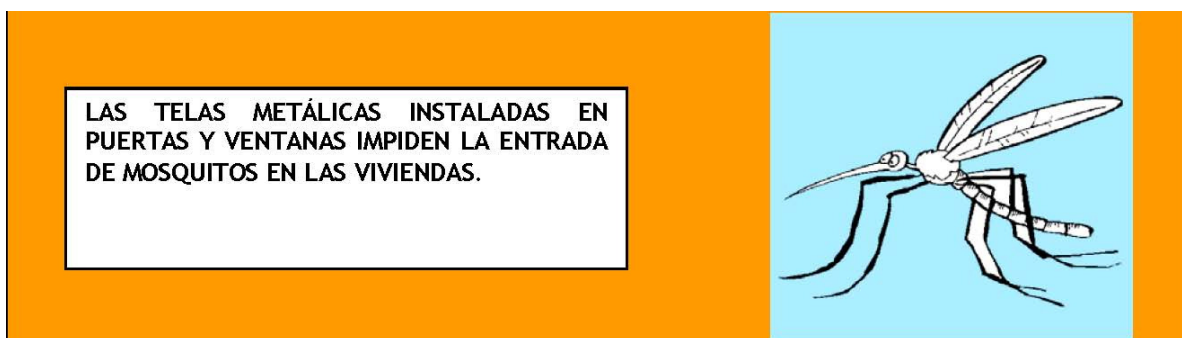 LAS TELAS METÁLICAS INSTALADAS EN
PUERTAS Y VENTANAS IMPIDEN LA ENTRADA
DE MOSQUITOS EN LAS VIVIENDAS.